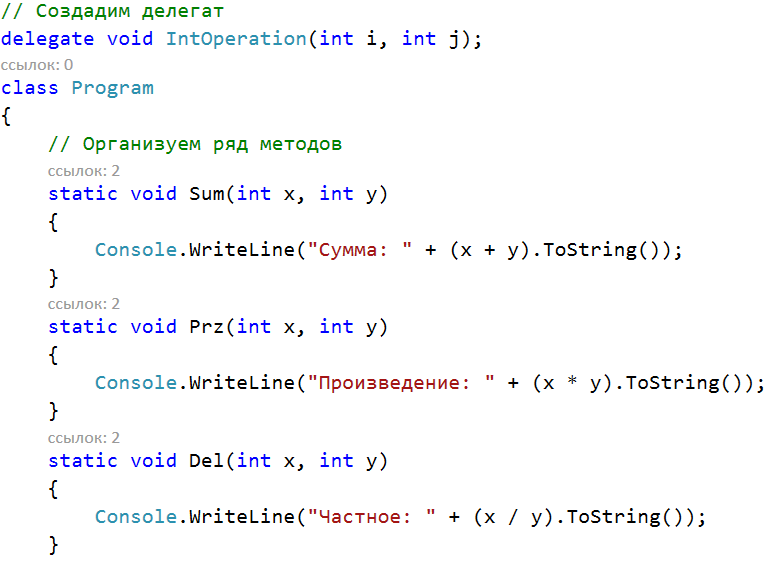 // Создадим делегат
delegate void IntOperation(int i, int j);
ссылок: 0
class Program
{
    // Организуем ряд методов
    ссылок: 2
    static void Sum(int x, int y)
    {
        Console.WriteLine("Сумма: " + (x + y).ToString());
    }
    ссылок: 2
    static void Prz(int x, int y)
    {
        Console.WriteLine("Произведение: " + (x * y).ToString());
    }
    ссылок: 2
    static void Del(int x, int y)
    {
        Console.WriteLine("Частное: " + (x / y).ToString());
    }